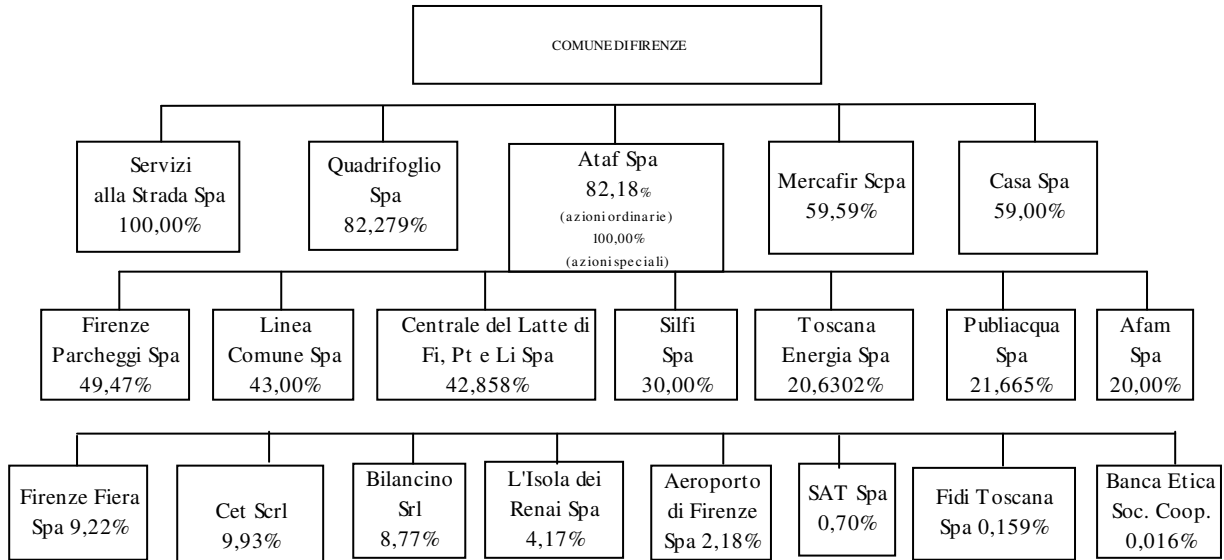 COMUNE DI FIRENZE
Servizi
alla Strada Spa
100,00%
Quadrifoglio
Spa
82,279%
Ataf Spa
82,18%
(azioni ordinarie)
100,00%
(azioni speciali)
Mercafir Scpa
59,59%
Casa Spa
59,00%
Firenze
Parcheggi Spa
49,47%
Linea
Comune Spa
43,00%
Centrale del Latte di
Fi, Pt e Li Spa
42,858%
Silfi
Spa
30,00%
Toscana
Energia Spa
20,6302%
Publiacqua
Spa
21,665%
Afam
Spa
20,00%
Firenze Fiera
Spa 9,22%
Cet Scrl
9,93%
Bilancino
Srl
8,77%
L'Isola dei
Renai Spa
4,17%
Aeroporto
di Firenze
Spa 2,18%
SAT Spa
0,70%
Fidi Toscana
Spa 0,159%
Banca Etica
Soc. Coop.
0,016%